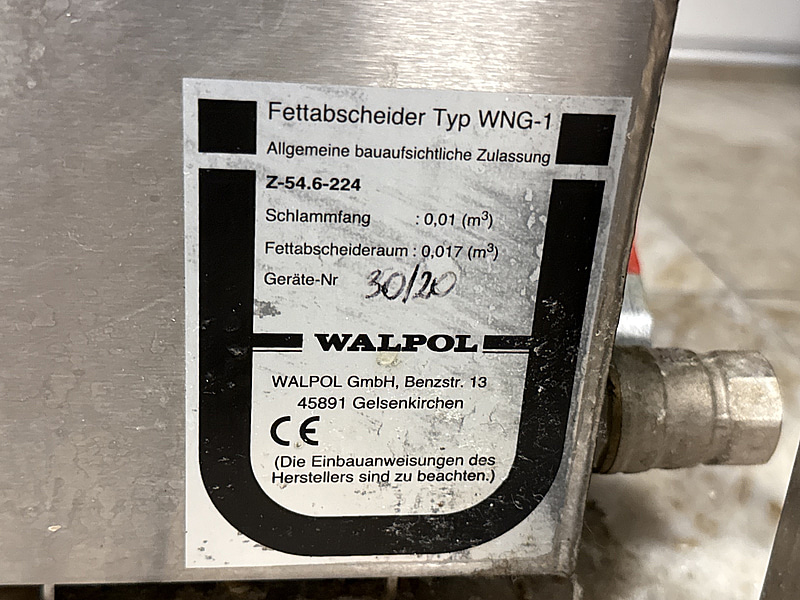 Fettabscheider Typ WNG-1
Allgemeine bauaufsichtliche Zulassung
Z-54.6-224
Schlammfang : 0,01 (m³)
Fettabscheideraum : 0,017 (m³)
Geräte-Nr 30/20
WALPOL
WALPOL GmbH, Benzstr. 13
45891 Gelsenkirchen
CE
(Die Einbauanweisungen des
Herstellers sind zu beachten.)